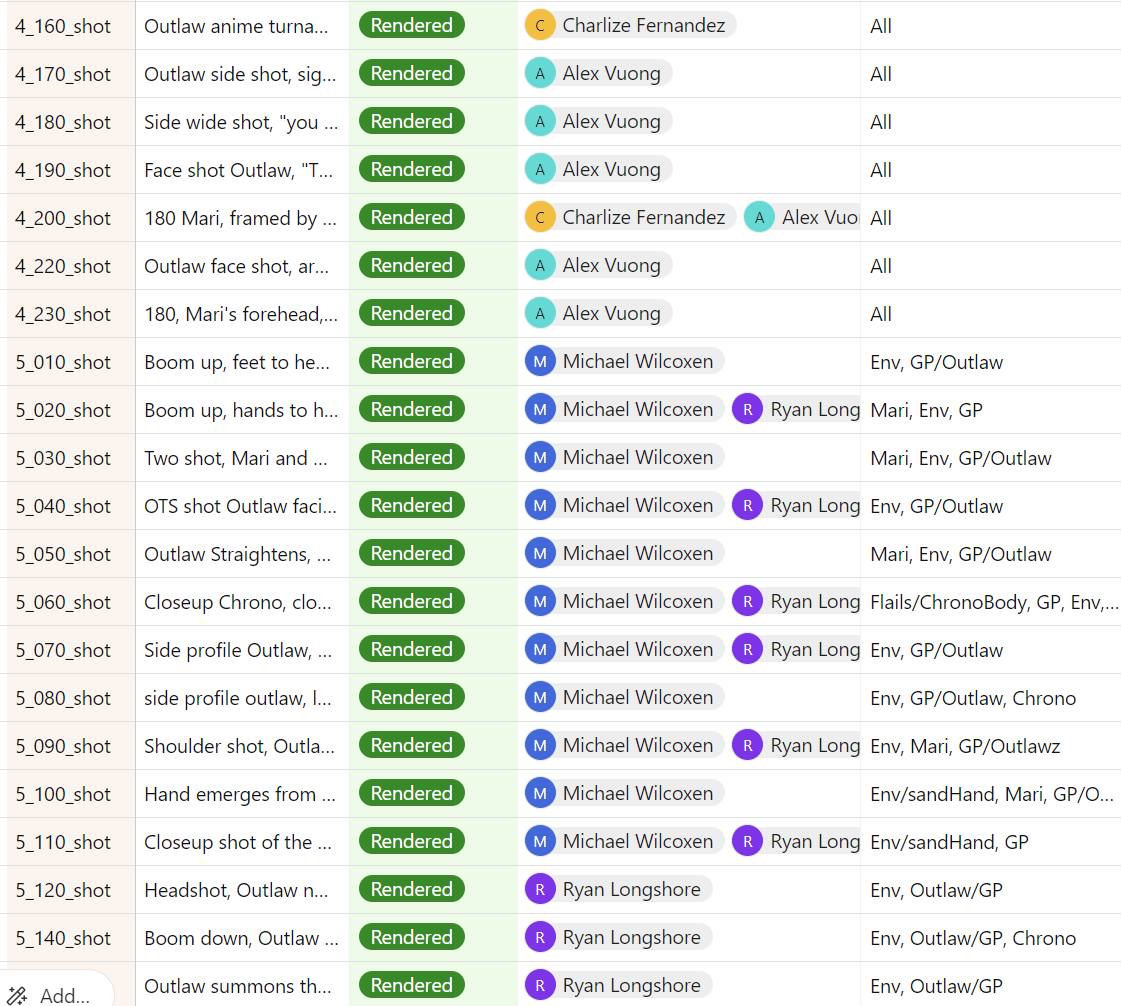 4_160_shot Outlaw anime turna... Rendered C Charlize Fernandez All
4_170_shot Outlaw side shot, sig... Rendered A Alex Vuong All
4_180_shot Side wide shot, "you ... Rendered A Alex Vuong All
4_190_shot Face shot Outlaw, "T... Rendered A Alex Vuong All
4_200_shot 180 Mari, framed by ... Rendered C Charlize Fernandez A Alex Vuo All
4_220_shot Outlaw face shot, ar... Rendered A Alex Vuong All
4_230_shot 180, Mari's forehead,... Rendered A Alex Vuong All
5_010_shot Boom up, feet to he... Rendered M Michael Wilcoxen Env, GP/Outlaw
5_020_shot Boom up, hands to h... Rendered M Michael Wilcoxen R Ryan Long Mari, Env, GP
5_030_shot Two shot, Mari and ... Rendered M Michael Wilcoxen Mari, Env, GP/Outlaw
5_040_shot OTS shot Outlaw faci... Rendered M Michael Wilcoxen R Ryan Long Env, GP/Outlaw
5_050_shot Outlaw Straightens, ... Rendered M Michael Wilcoxen Mari, Env, GP/Outlaw
5_060_shot Closeup Chrono, clo... Rendered M Michael Wilcoxen R Ryan Long Flails/ChronoBody, GP, Env,...
5_070_shot Side profile Outlaw, ... Rendered M Michael Wilcoxen R Ryan Long Env, GP/Outlaw
5_080_shot side profile outlaw, l... Rendered M Michael Wilcoxen Env, GP/Outlaw, Chrono
5_090_shot Shoulder shot, Outla... Rendered M Michael Wilcoxen R Ryan Long Env, Mari, GP/Outlawz
5_100_shot Hand emerges from ... Rendered M Michael Wilcoxen Env/sandHand, Mari, GP/O...
5_110_shot Closeup shot of the ... Rendered M Michael Wilcoxen R Ryan Long Env/sandHand, GP
5_120_shot Headshot, Outlaw n... Rendered R Ryan Longshore Env, Outlaw/GP
5_140_shot Boom down, Outlaw ... Rendered R Ryan Longshore Env, Outlaw/GP, Chrono
Add... Outlaw summons th... Rendered R Ryan Longshore Env, Outlaw/GP